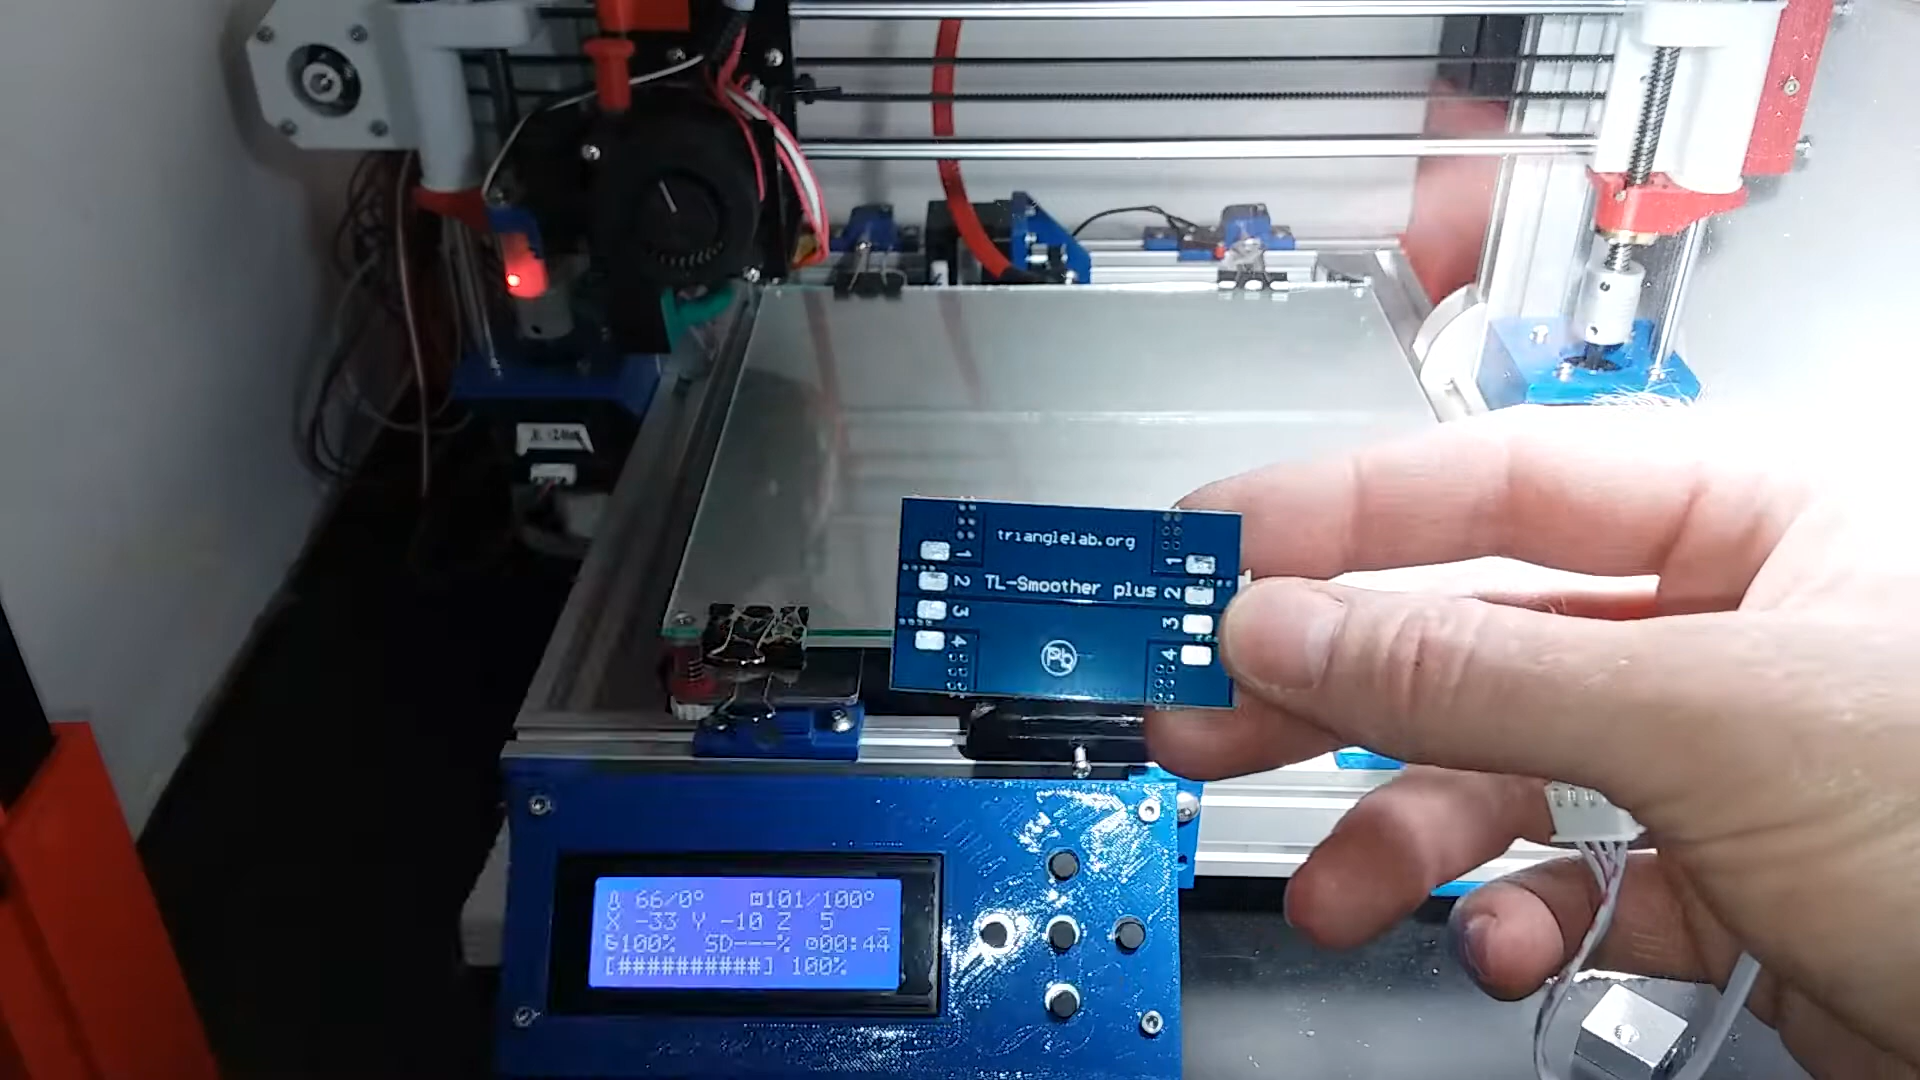 trianglelab.org
TL-Smoother plus
1
2
3
4
1
2
3
4
Pb
66/0° 101/100°
X -33 Y -10 Z 5
100% SD---% 00:44
[##########] 100%